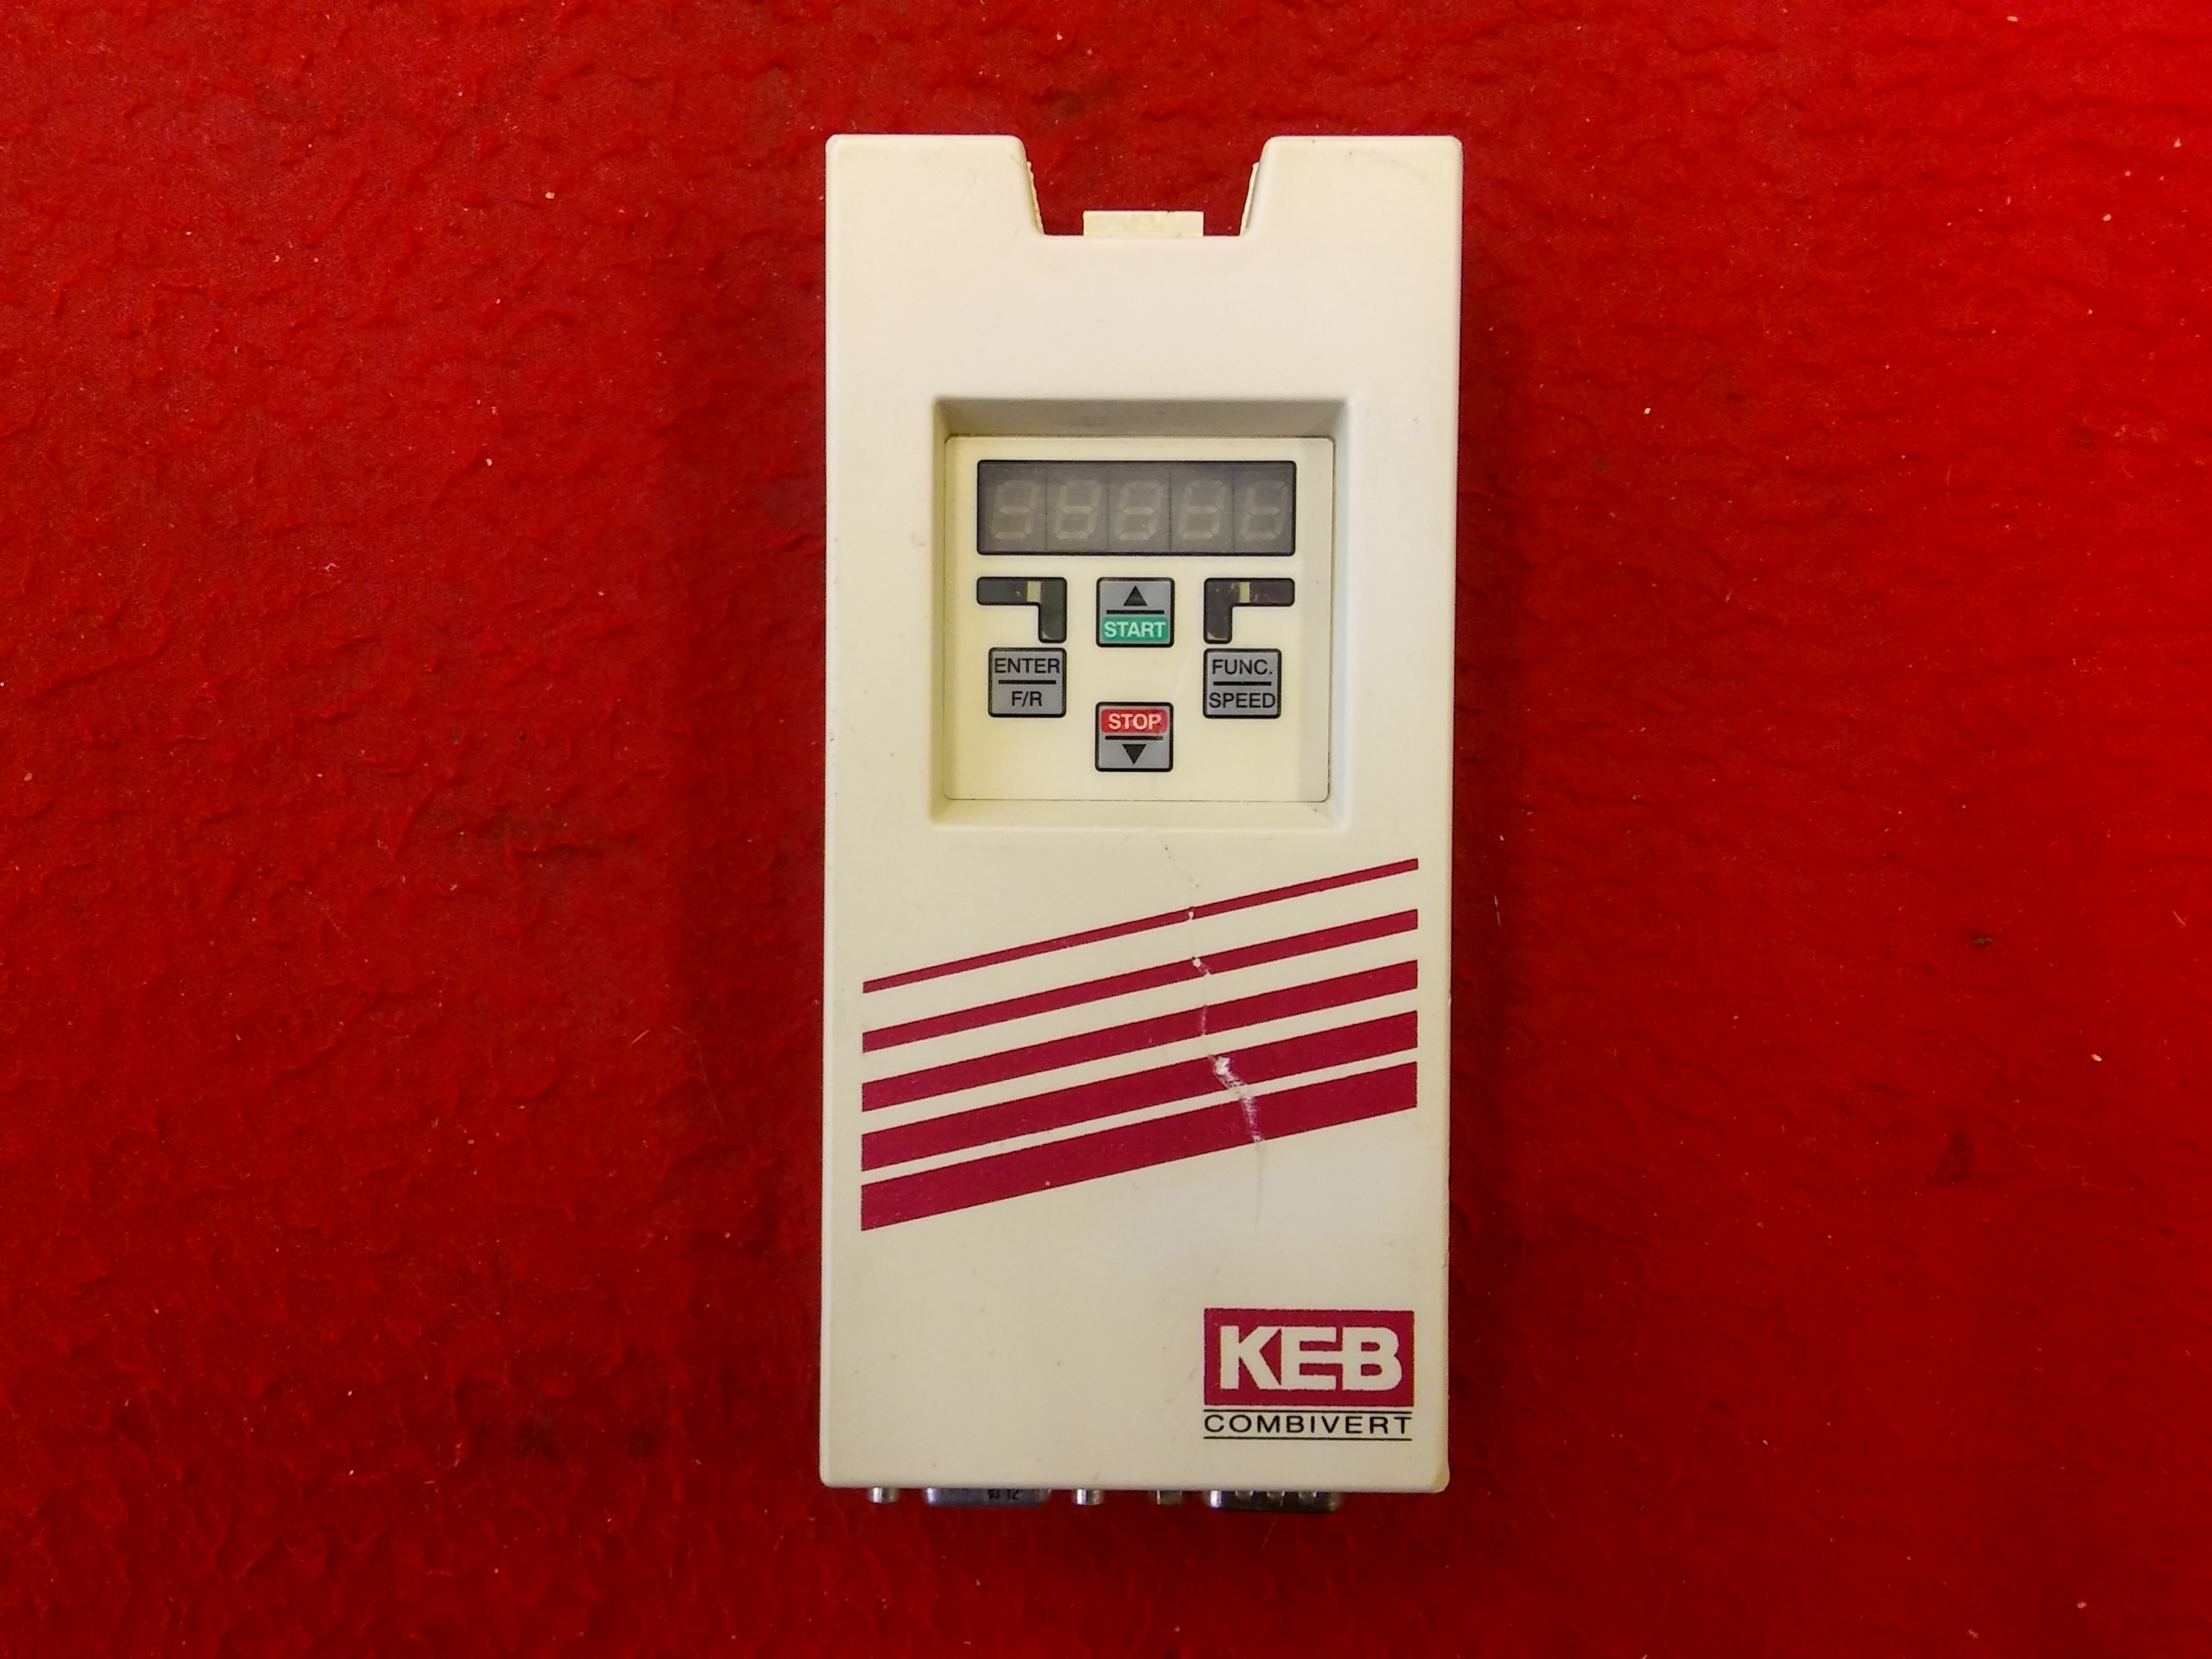 ▲
START
ENTER
F/R
FUNC.
SPEED
STOP
▼
KEB
COMBIVERT